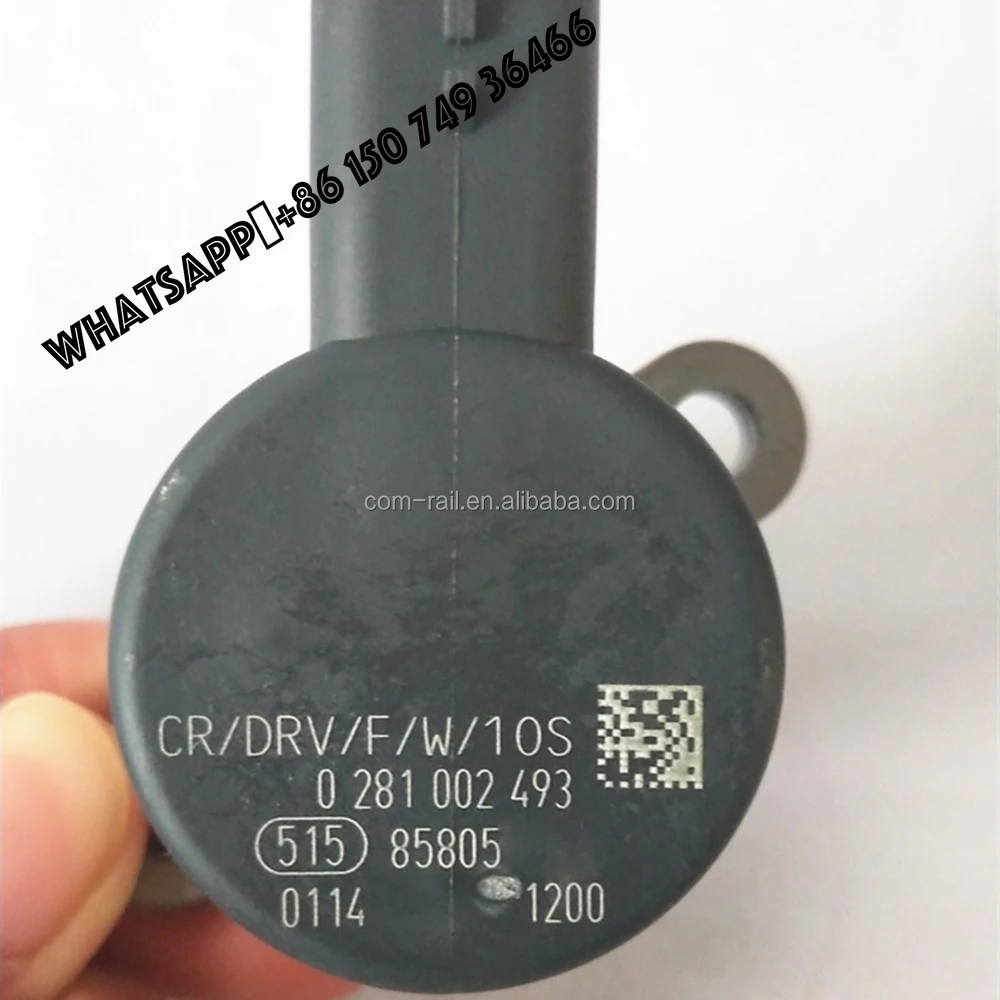 WHATSAPP:+86 150 749 36466
com-rail.en.alibaba.com
CR/DRV/F/W/10S
0 281 002 493
515 85805
0114 1200